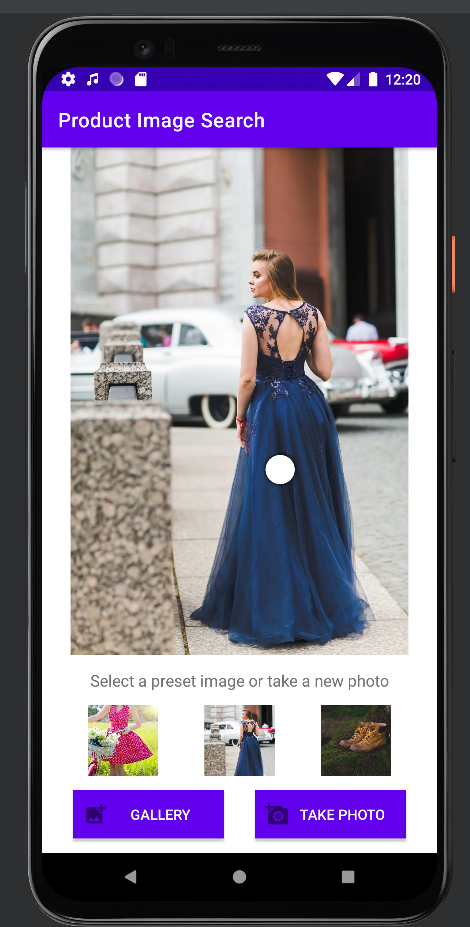 12:20
Product Image Search
Select a preset image or take a new photo
GALLERY
TAKE PHOTO